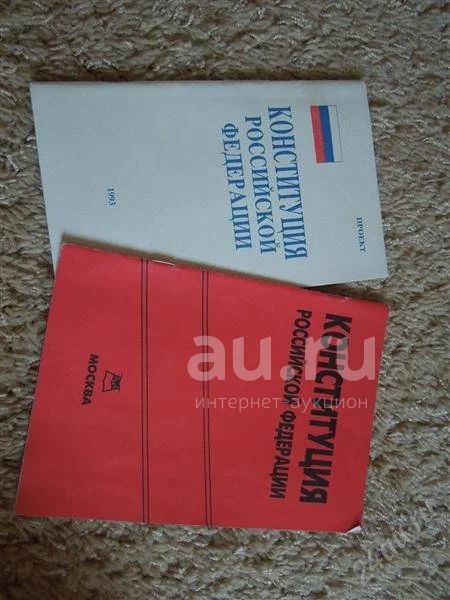 ПРОЕКТ
КОНСТИТУЦИЯ
РОССИЙСКОЙ
ФЕДЕРАЦИИ
1993
КОНСТИТУЦИЯ
РОССИЙСКОЙ ФЕДЕРАЦИИ
МОСКВА
au.ru
интернет-аукцион